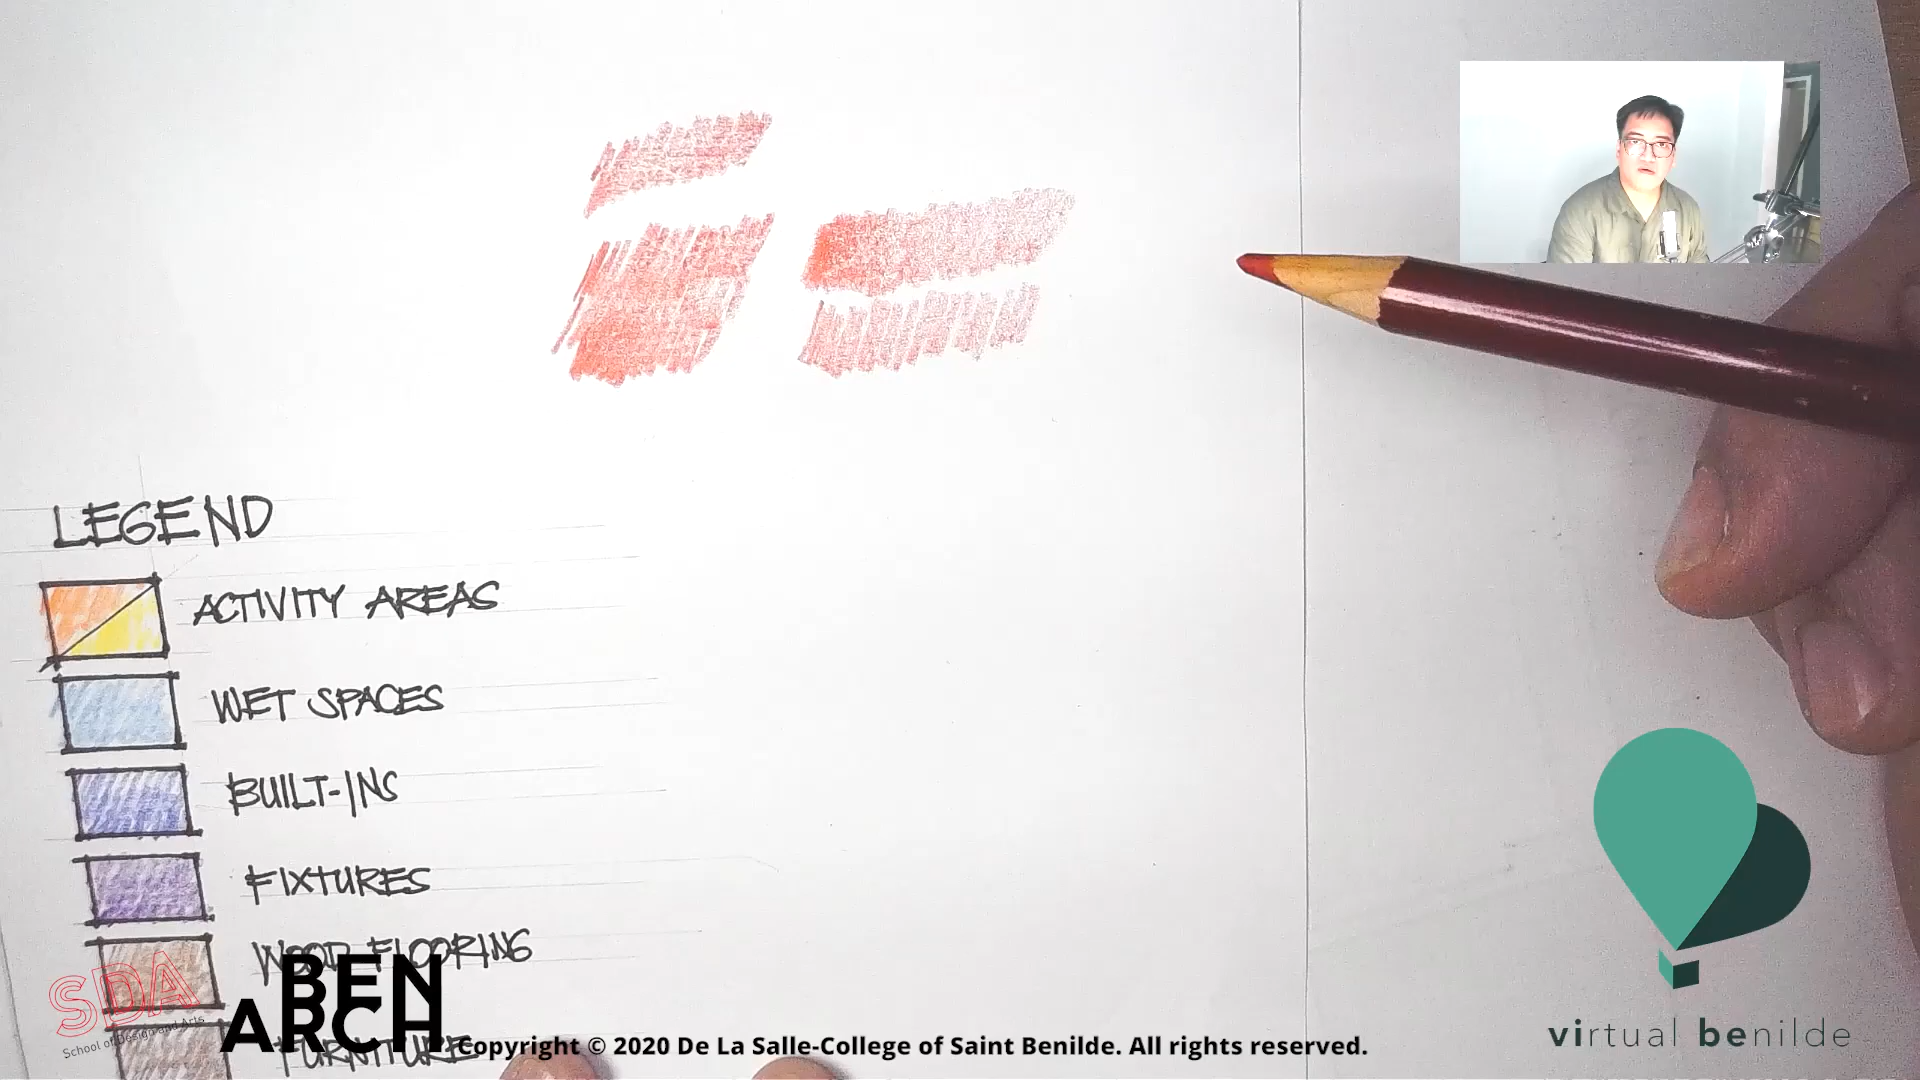 LEGEND
ACTIVITY AREAS
WET SPACES
BUILT-INS
FIXTURES
WOOD FLOORING
FURNITURE
SDA
School of Design and Arts
BEN
ARCH
Copyright © 2020 De La Salle-College of Saint Benilde. All rights reserved.
virtual benilde